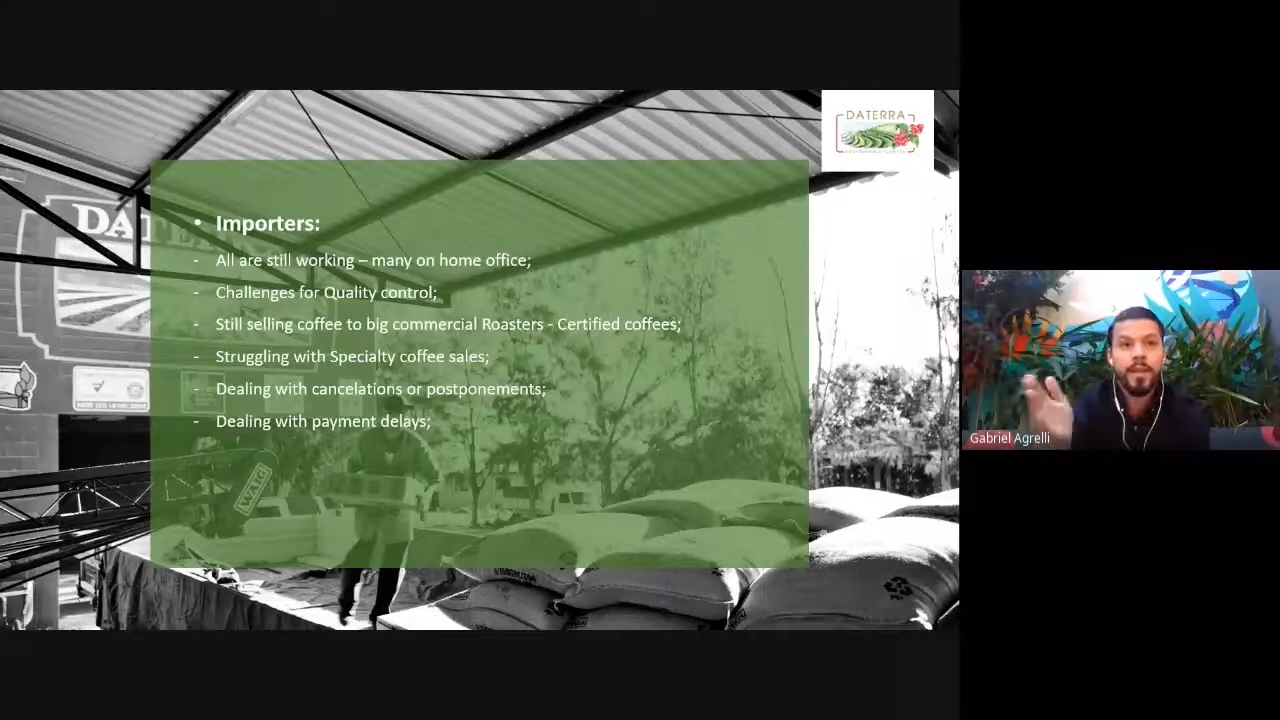 DATERRA
• Importers:
- All are still working – many on home office;
- Challenges for Quality control;
- Still selling coffee to big commercial Roasters - Certified coffees;
- Struggling with Specialty coffee sales;
- Dealing with cancelations or postponements;
- Dealing with payment delays;
Gabriel Agrelli